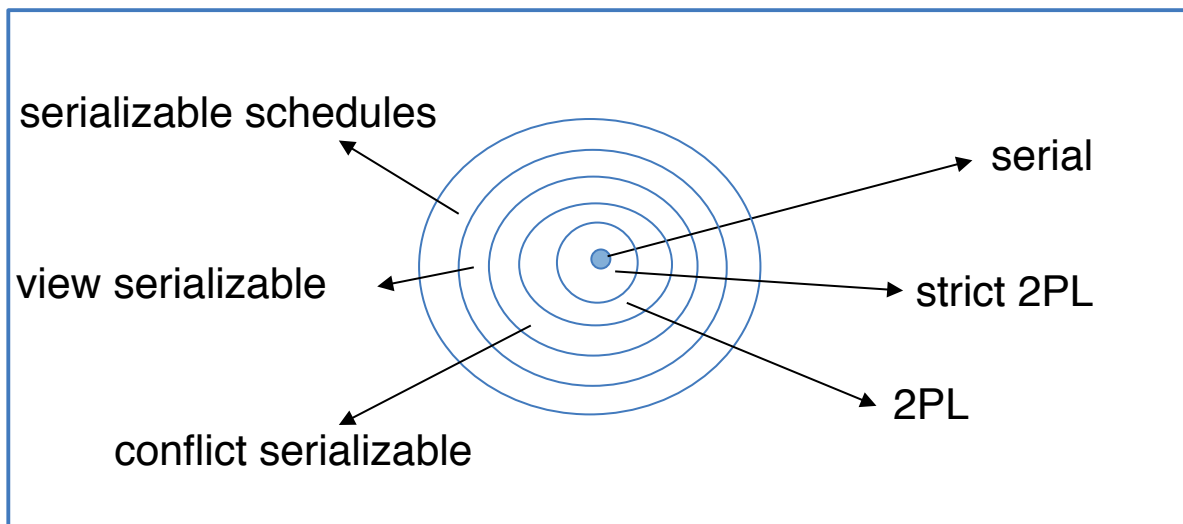 serializable schedules
serial
view serializable
strict 2PL
2PL
conflict serializable